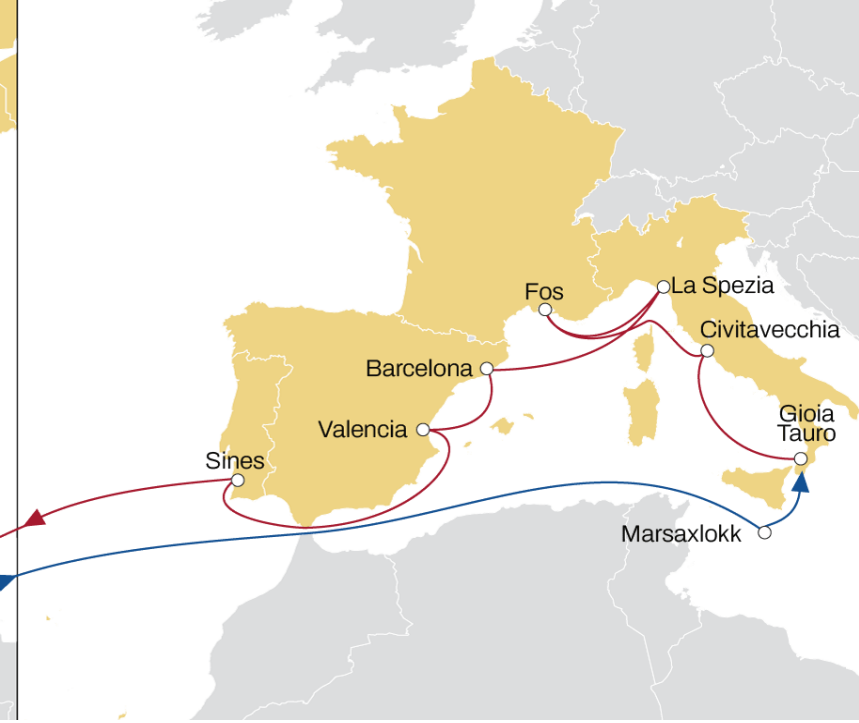 Fos
La Spezia
Civitavecchia
Barcelona
Gioia
Tauro
Valencia
Sines
Marsaxlokk